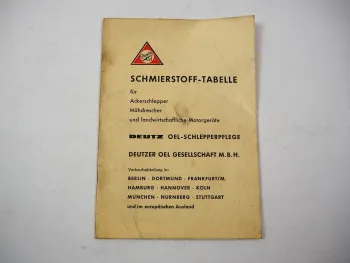 SCHMIERSTOFF-TABELLE
für
Ackerschlepper
Mähdrescher
und landwirtschaftliche Motorgeräte
DEUTZ OEL-SCHLEPPERPFLEGE
DEUTZER OEL GESELLSCHAFT M.B.H.
Verkaufsabteilung in:
BERLIN · DORTMUND · FRANKFURT/M.
HAMBURG · HANNOVER · KÖLN
MÜNCHEN · NÜRNBERG · STUTTGART
und im europäischen Ausland